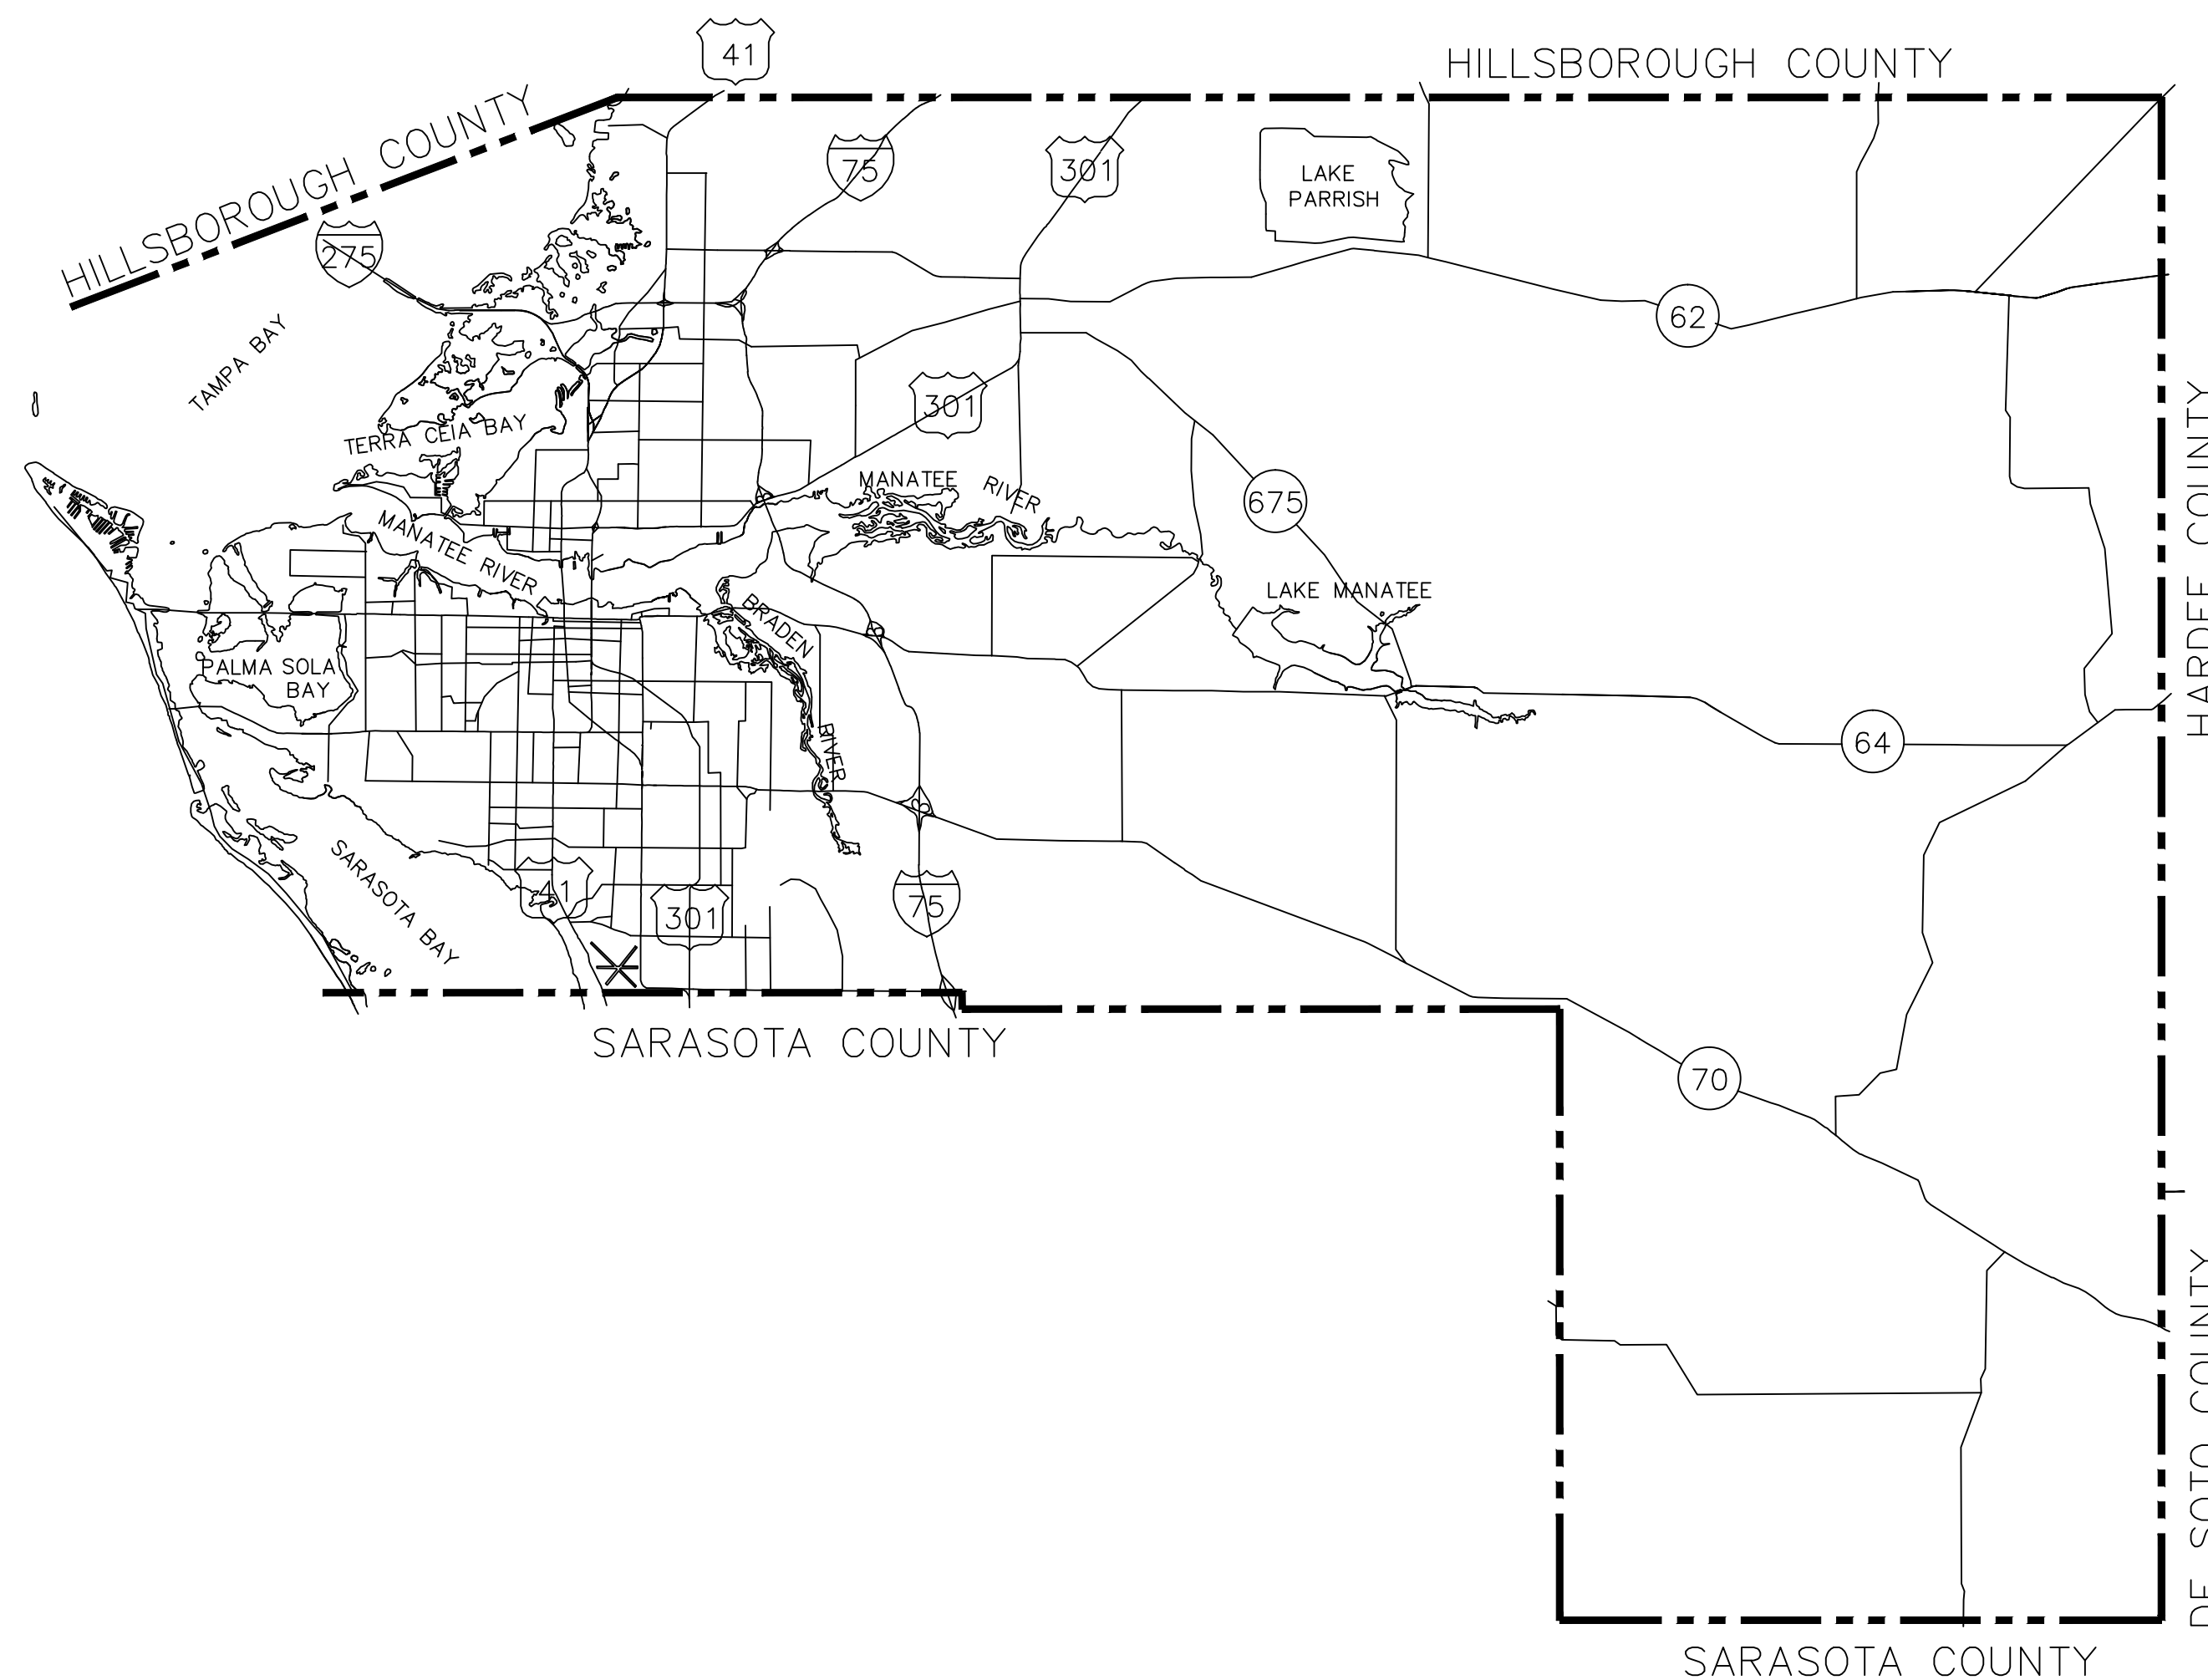 41
HILLSBOROUGH COUNTY
HILLSBOROUGH COUNTY
75
301
LAKE
PARRISH
275
62
TAMPA BAY
HARDEE COUNTY
301
TERRA CEIA BAY
MANATEE RIVER
675
MANATEE RIVER
LAKE MANATEE
BRADEN RIVER
PALMA SOLA
BAY
64
SARASOTA BAY
41
301
75
SARASOTA COUNTY
70
DE SOTO COUNTY
SARASOTA COUNTY